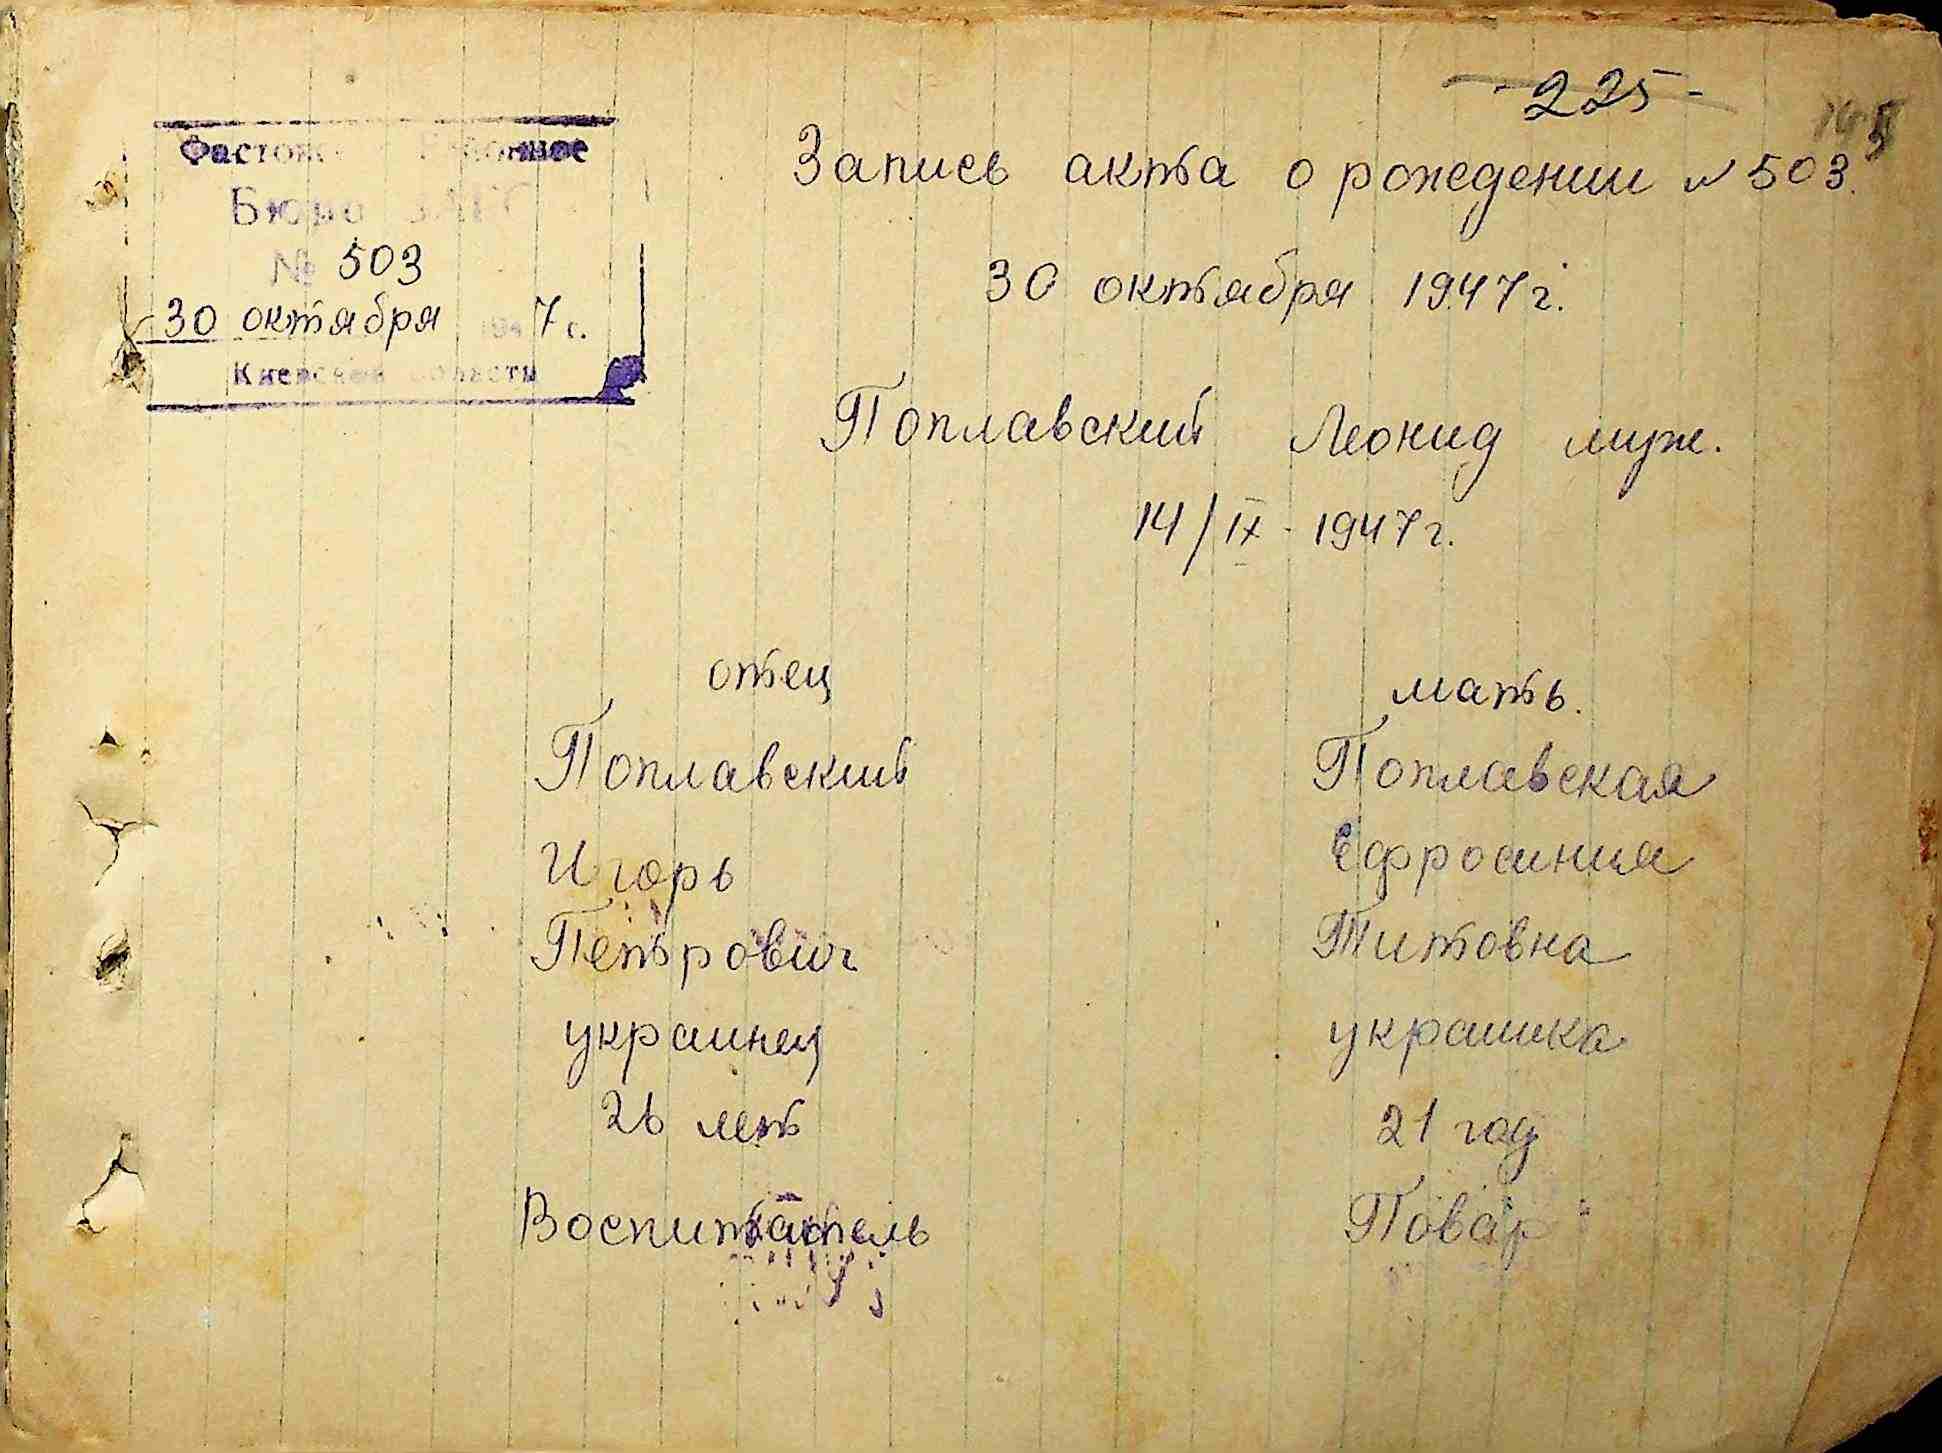 - 225 -
Фастовское Районное
Бюро ЗАГС
№ 503
30 октября 1947 г.
Киевской области
Запись акта о рождении № 503.
30 октября 1947 г.
Поплавский Леонид муж.
14/IX - 1947 г.
отец мать.
Поплавский Поплавская
Игорь Ефросиния
Петрович Титовна
украинец украинка
26 лет 21 год
Воспитатель Повар